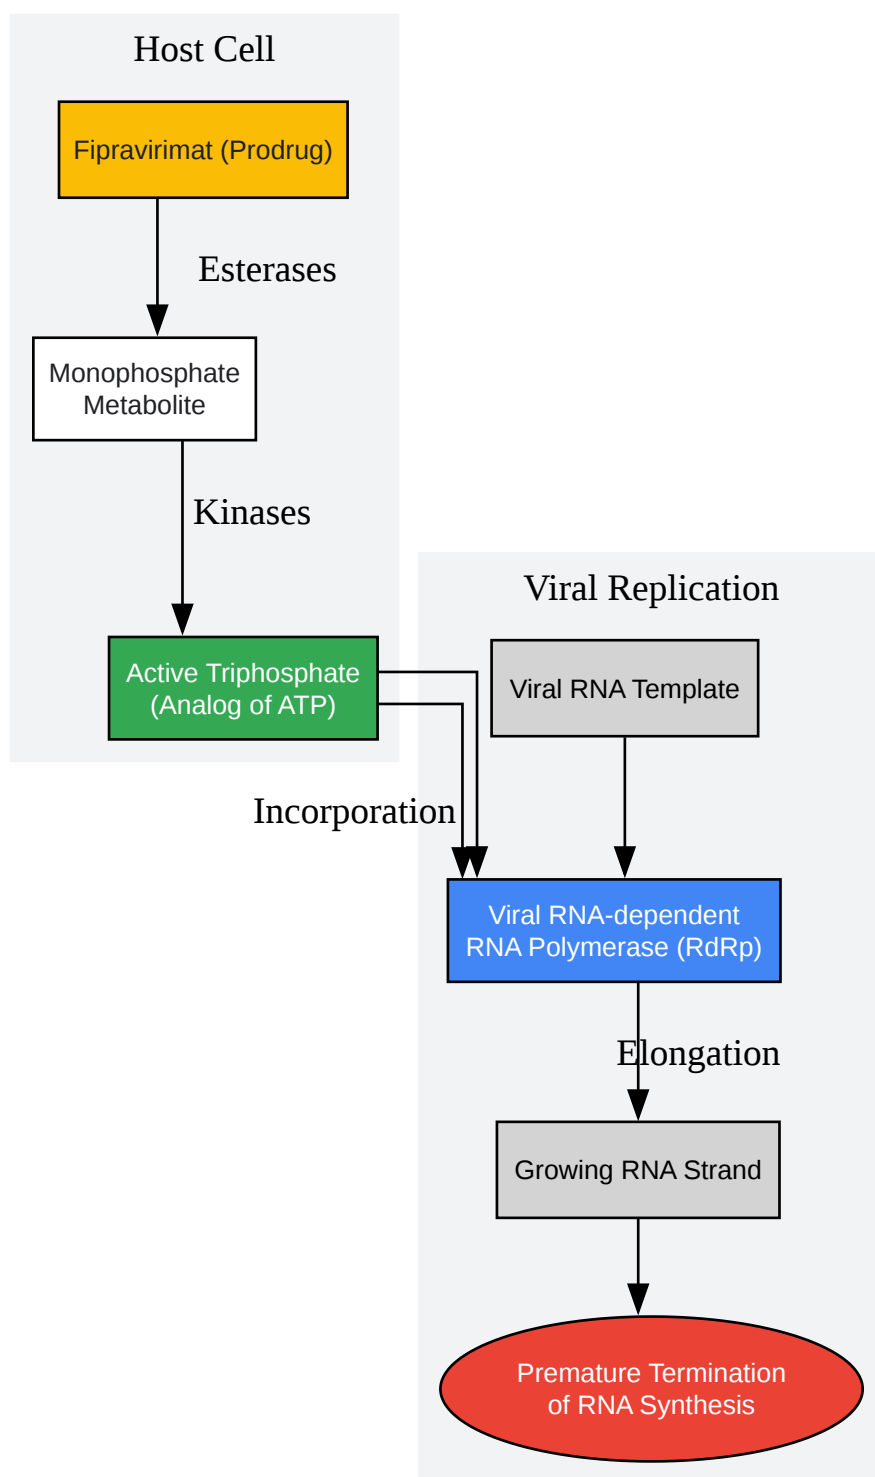 Host Cell
Fipravirimat (Prodrug)
Esterases
Monophosphate
Metabolite
Kinases
Active Triphosphate
(Analog of ATP)
Incorporation
Viral Replication
Viral RNA Template
Viral RNA-dependent
RNA Polymerase (RdRp)
Elongation
Growing RNA Strand
Premature Termination
of RNA Synthesis